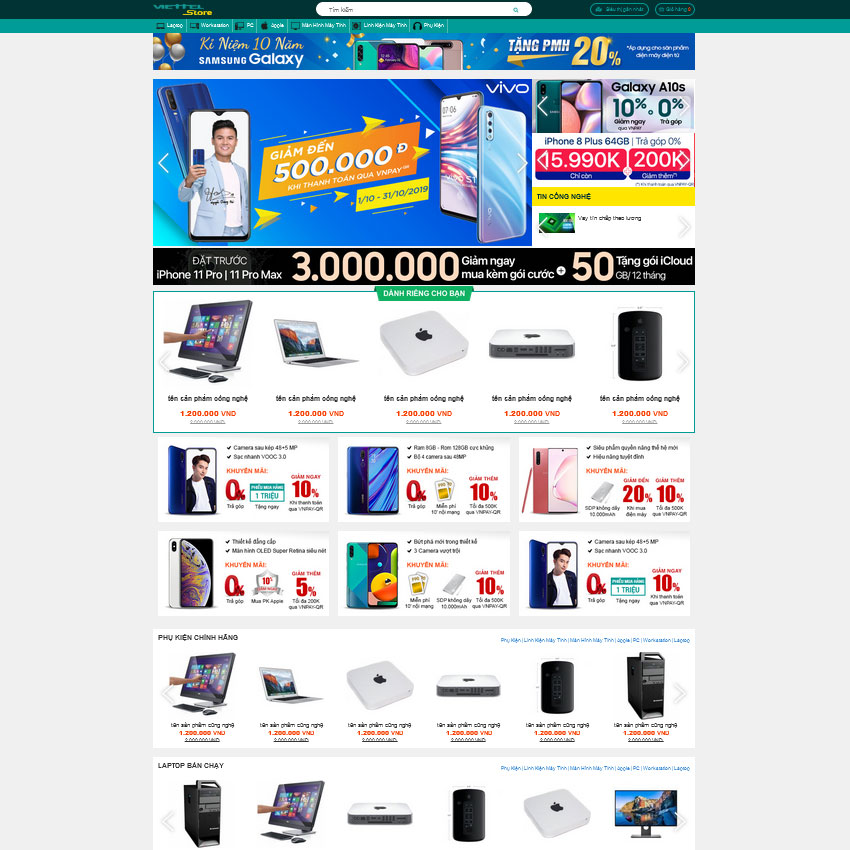 VIETTEL
Store
Tìm kiếm
Siêu thị gần nhất
Giỏ hàng
Laptop
Workstation
PC
Apple
Màn Hình Máy Tính
Linh Kiện Máy Tính
Phụ Kiện
Kỉ Niệm 10 Năm
SAMSUNG Galaxy
TẶNG PMH 20%
*Áp dụng cho sản phẩm
điện máy điện tử
vivo
GIẢM ĐẾN
500.000 Đ
KHI THANH TOÁN QUA VNPAY
1/10 - 31/10/2019
Galaxy A10s
10% 0%
Giảm ngay Trả góp
qua VNPAY
iPhone 8 Plus 64GB | Trả góp 0%
15.990K 200K
Chỉ còn Giảm thêm(*)
(*) Khi thanh toán qua VNPAY-QR
TIN CÔNG NGHỆ
Vay tín chấp theo lương
ĐẶT TRƯỚC
iPhone 11 Pro | 11 Pro Max
3.000.000
Giảm ngay
mua kèm gói cước
+
50
Tặng gói iCloud
GB/ 12 tháng
DÀNH RIÊNG CHO BẠN
tên sản phẩm công nghệ
1.200.000 VND
2.000.000 VND
tên sản phẩm công nghệ
1.200.000 VND
2.000.000 VND
tên sản phẩm công nghệ
1.200.000 VND
2.000.000 VND
tên sản phẩm công nghệ
1.200.000 VND
2.000.000 VND
tên sản phẩm công nghệ
1.200.000 VND
2.000.000 VND
Camera sau kép 48+5 MP
Sạc nhanh VOOC 3.0
KHUYẾN MÃI:
0%
Trả góp
PHIẾU MUA HÀNG
1 TRIỆU
Tặng ngay
GIẢM NGAY
10%
Khi thanh toán
qua VNPAY-QR
Ram 8GB - Rom 128GB cực khủng
Bộ 4 camera sau 48MP
KHUYẾN MÃI:
0%
Trả góp
Miễn phí
10' nội mạng
GIẢM THÊM
10%
Tối đa 500K
qua VNPAY-QR
Siêu phẩm quyền năng thế hệ mới
Hiệu năng tuyệt đỉnh
KHUYẾN MÃI:
SDP không dây
10.000mAh
GIẢM ĐẾN
20%
Khi mua
điện máy
GIẢM THÊM
10%
Tối đa 500K
qua VNPAY-QR
Thiết kế đẳng cấp
Màn hình OLED Super Retina siêu nét
KHUYẾN MÃI:
0%
Trả góp
10%
Mua PK Apple
GIẢM THÊM
5%
Tối đa 200K
qua VNPAY-QR
Bứt phá mới trong thiết kế
3 Camera vượt trội
KHUYẾN MÃI:
Miễn phí
10' nội mạng
SDP không dây
10.000mAh
GIẢM THÊM
10%
Tối đa 500K
qua VNPAY-QR
Camera sau kép 48+5 MP
Sạc nhanh VOOC 3.0
KHUYẾN MÃI:
0%
Trả góp
PHIẾU MUA HÀNG
1 TRIỆU
Tặng ngay
GIẢM NGAY
10%
Khi thanh toán
qua VNPAY-QR
PHỤ KIỆN CHÍNH HÃNG
Phụ Kiện | Linh Kiện Máy Tính | Màn Hình Máy Tính | Apple | PC | Workstation | Laptop
tên sản phẩm công nghệ
1.200.000 VND
2.000.000 VND
tên sản phẩm công nghệ
1.200.000 VND
2.000.000 VND
tên sản phẩm công nghệ
1.200.000 VND
2.000.000 VND
tên sản phẩm công nghệ
1.200.000 VND
2.000.000 VND
tên sản phẩm công nghệ
1.200.000 VND
2.000.000 VND
tên sản phẩm công nghệ
1.200.000 VND
2.000.000 VND
LAPTOP BÁN CHẠY
Phụ Kiện | Linh Kiện Máy Tính | Màn Hình Máy Tính | Apple | PC | Workstation | Laptop